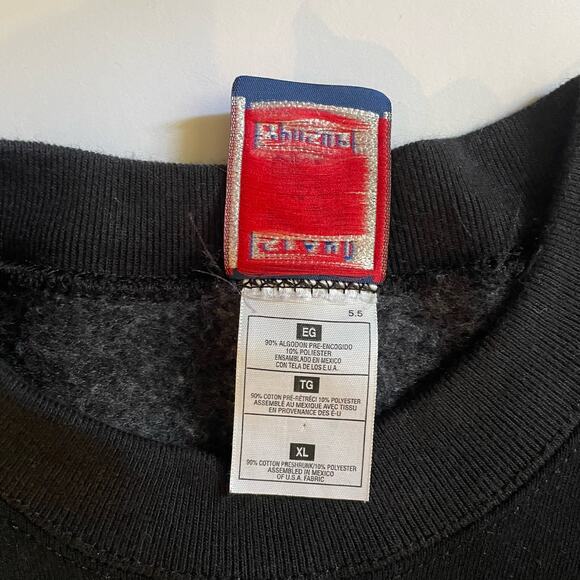 5.5
EG
90% ALGODON PRE-ENCOGIDO
10% POLIESTER
ENSAMBLADO EN MEXICO
CON TELA DE LOS E.U.A.
TG
90% COTON PRÉ-RÉTRÉCI 10% POLYESTER
ASSEMBLÉ AU MEXIQUE AVEC TISSU
EN PROVENANCE DES É-U
XL
90% COTTON PRESHRUNK/10% POLYESTER
ASSEMBLED IN MEXICO
OF U.S.A. FABRIC